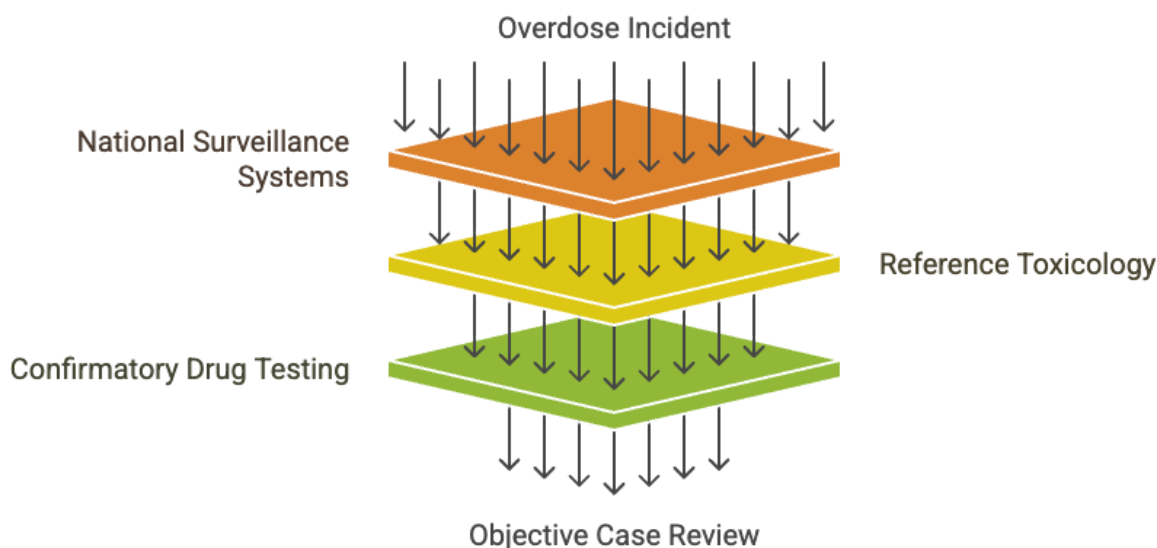 Overdose Incident
National Surveillance
Systems
Reference Toxicology
Confirmatory Drug Testing
Objective Case Review